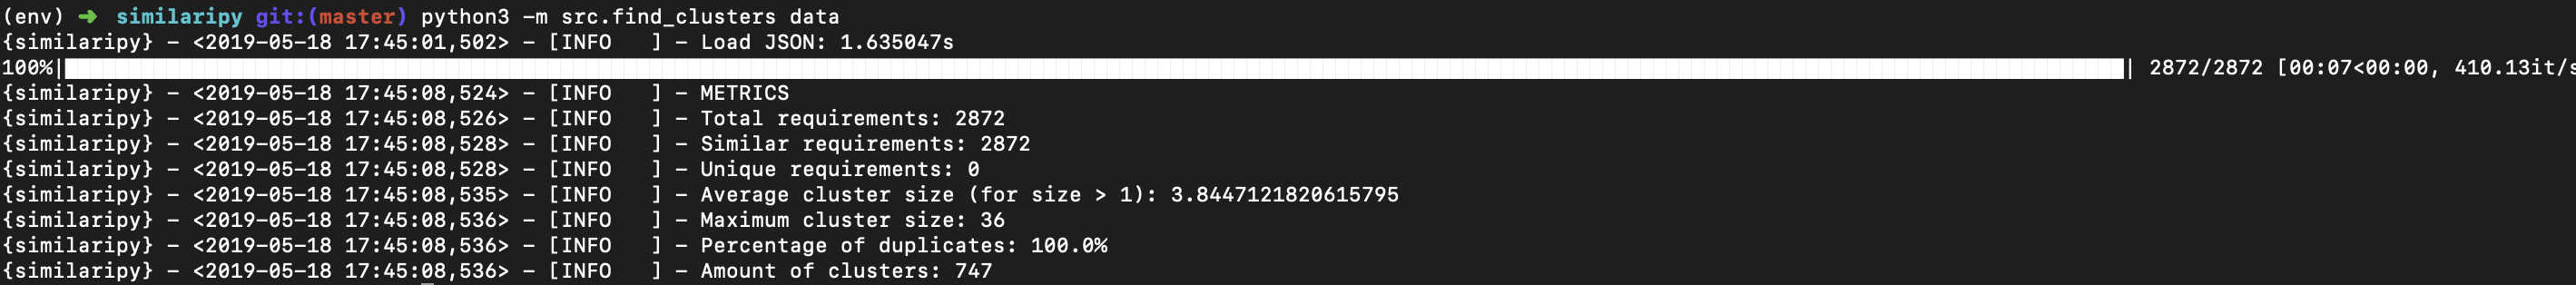 (env) ➜ similaripy git:(master) python3 -m src.find_clusters data
{similaripy} - <2019-05-18 17:45:01,502> - [INFO   ] - Load JSON: 1.635047s
100%|██████████| 2872/2872 [00:07<00:00, 410.13it/s
{similaripy} - <2019-05-18 17:45:08,524> - [INFO   ] - METRICS
{similaripy} - <2019-05-18 17:45:08,526> - [INFO   ] - Total requirements: 2872
{similaripy} - <2019-05-18 17:45:08,528> - [INFO   ] - Similar requirements: 2872
{similaripy} - <2019-05-18 17:45:08,528> - [INFO   ] - Unique requirements: 0
{similaripy} - <2019-05-18 17:45:08,535> - [INFO   ] - Average cluster size (for size > 1): 3.8447121820615795
{similaripy} - <2019-05-18 17:45:08,536> - [INFO   ] - Maximum cluster size: 36
{similaripy} - <2019-05-18 17:45:08,536> - [INFO   ] - Percentage of duplicates: 100.0%
{similaripy} - <2019-05-18 17:45:08,536> - [INFO   ] - Amount of clusters: 747